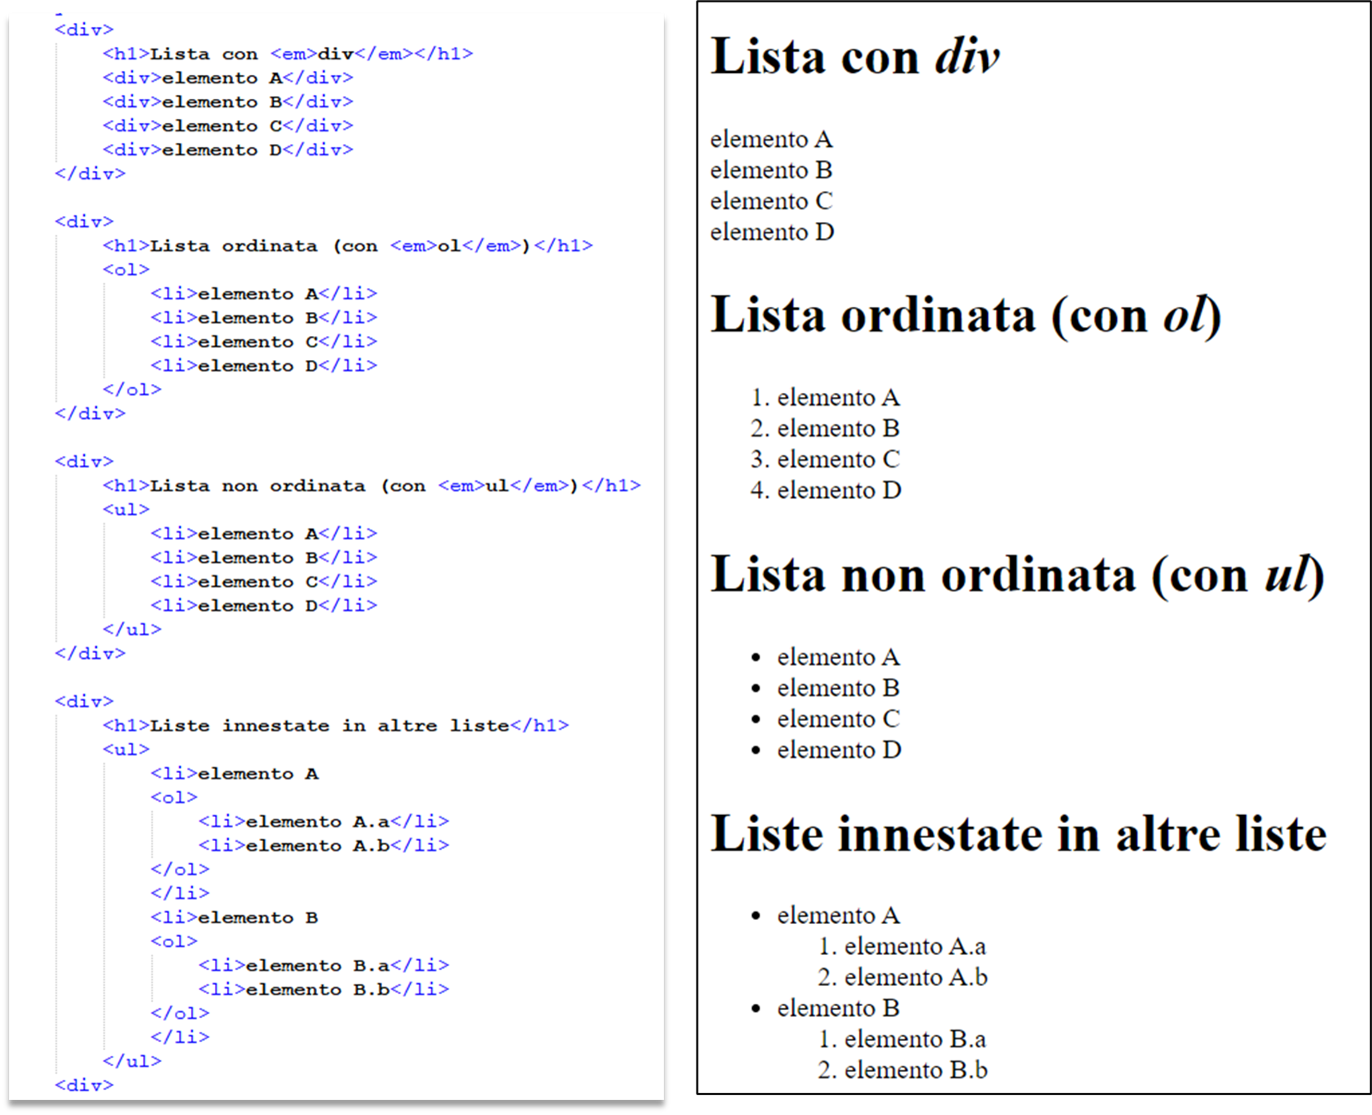 <div>
<h1>Lista con <em>div</em></h1>
<div>elemento A</div>
<div>elemento B</div>
<div>elemento C</div>
<div>elemento D</div>
</div>
<div>
<h1>Lista ordinata (con <em>ol</em>)</h1>
<ol>
<li>elemento A</li>
<li>elemento B</li>
<li>elemento C</li>
<li>elemento D</li>
</ol>
</div>
<div>
<h1>Lista non ordinata (con <em>ul</em>)</h1>
<ul>
<li>elemento A</li>
<li>elemento B</li>
<li>elemento C</li>
<li>elemento D</li>
</ul>
</div>
<div>
<h1>Liste innestate in altre liste</h1>
<ul>
<li>elemento A
<ol>
<li>elemento A.a</li>
<li>elemento A.b</li>
</ol>
</li>
<li>elemento B
<ol>
<li>elemento B.a</li>
<li>elemento B.b</li>
</ol>
</li>
</ul>
<div>
Lista con div
elemento A
elemento B
elemento C
elemento D
Lista ordinata (con ol)
1. elemento A
2. elemento B
3. elemento C
4. elemento D
Lista non ordinata (con ul)
• elemento A
• elemento B
• elemento C
• elemento D
Liste innestate in altre liste
• elemento A
1. elemento A.a
2. elemento A.b
• elemento B
1. elemento B.a
2. elemento B.b